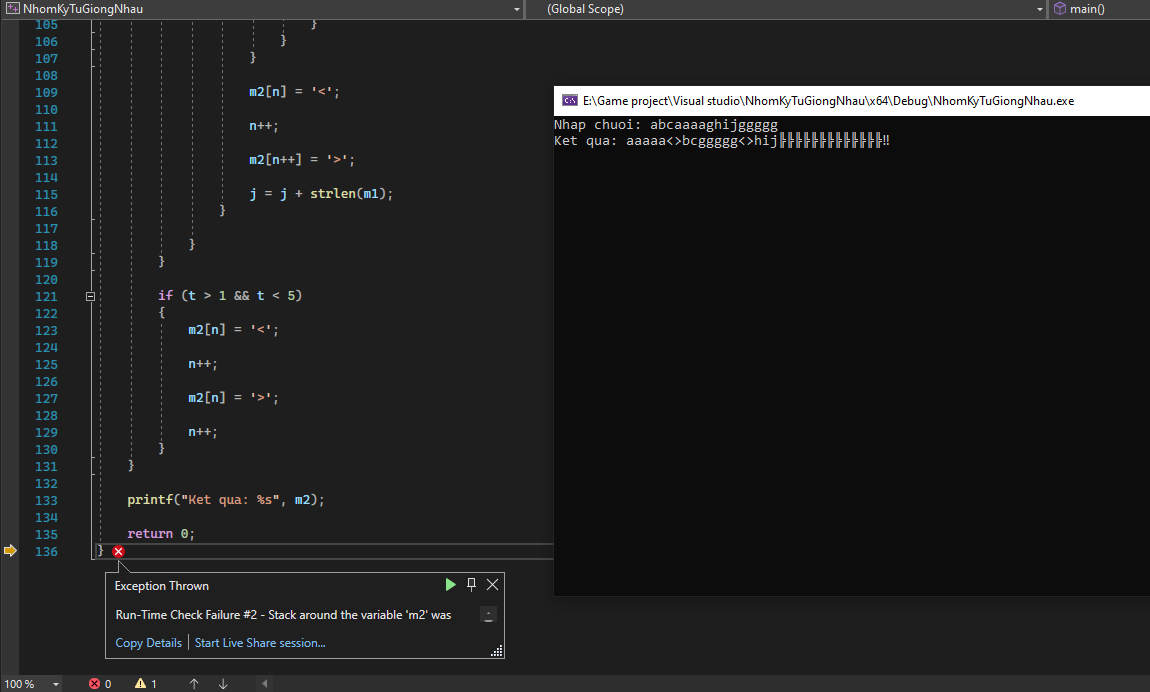 NhomKyTuGiongNhau (Global Scope) main()
105 }
106 }
107 }
108
109 m2[n] = '<';
110
111 n++;
112
113 m2[n++] = '>';
114
115 j = j + strlen(m1);
116 }
117
118 }
119 }
120
121 if (t > 1 && t < 5)
122 {
123 m2[n] = '<';
124
125 n++;
126
127 m2[n] = '>';
128
129 n++;
130 }
131 }
132
133 printf("Ket qua: %s", m2);
134
135 return 0;
136 }
Exception Thrown
Run-Time Check Failure #2 - Stack around the variable 'm2' was
Copy Details | Start Live Share session...
100 % 0 1
E:\Game project\Visual studio\NhomKyTuGiongNhau\x64\Debug\NhomKyTuGiongNhau.exe
Nhap chuoi: abcaaaaghijggggg
Ket qua: aaaaa<>bcggggg<>hij╠╠╠╠╠╠╠╠╠╠╠╠╠‼